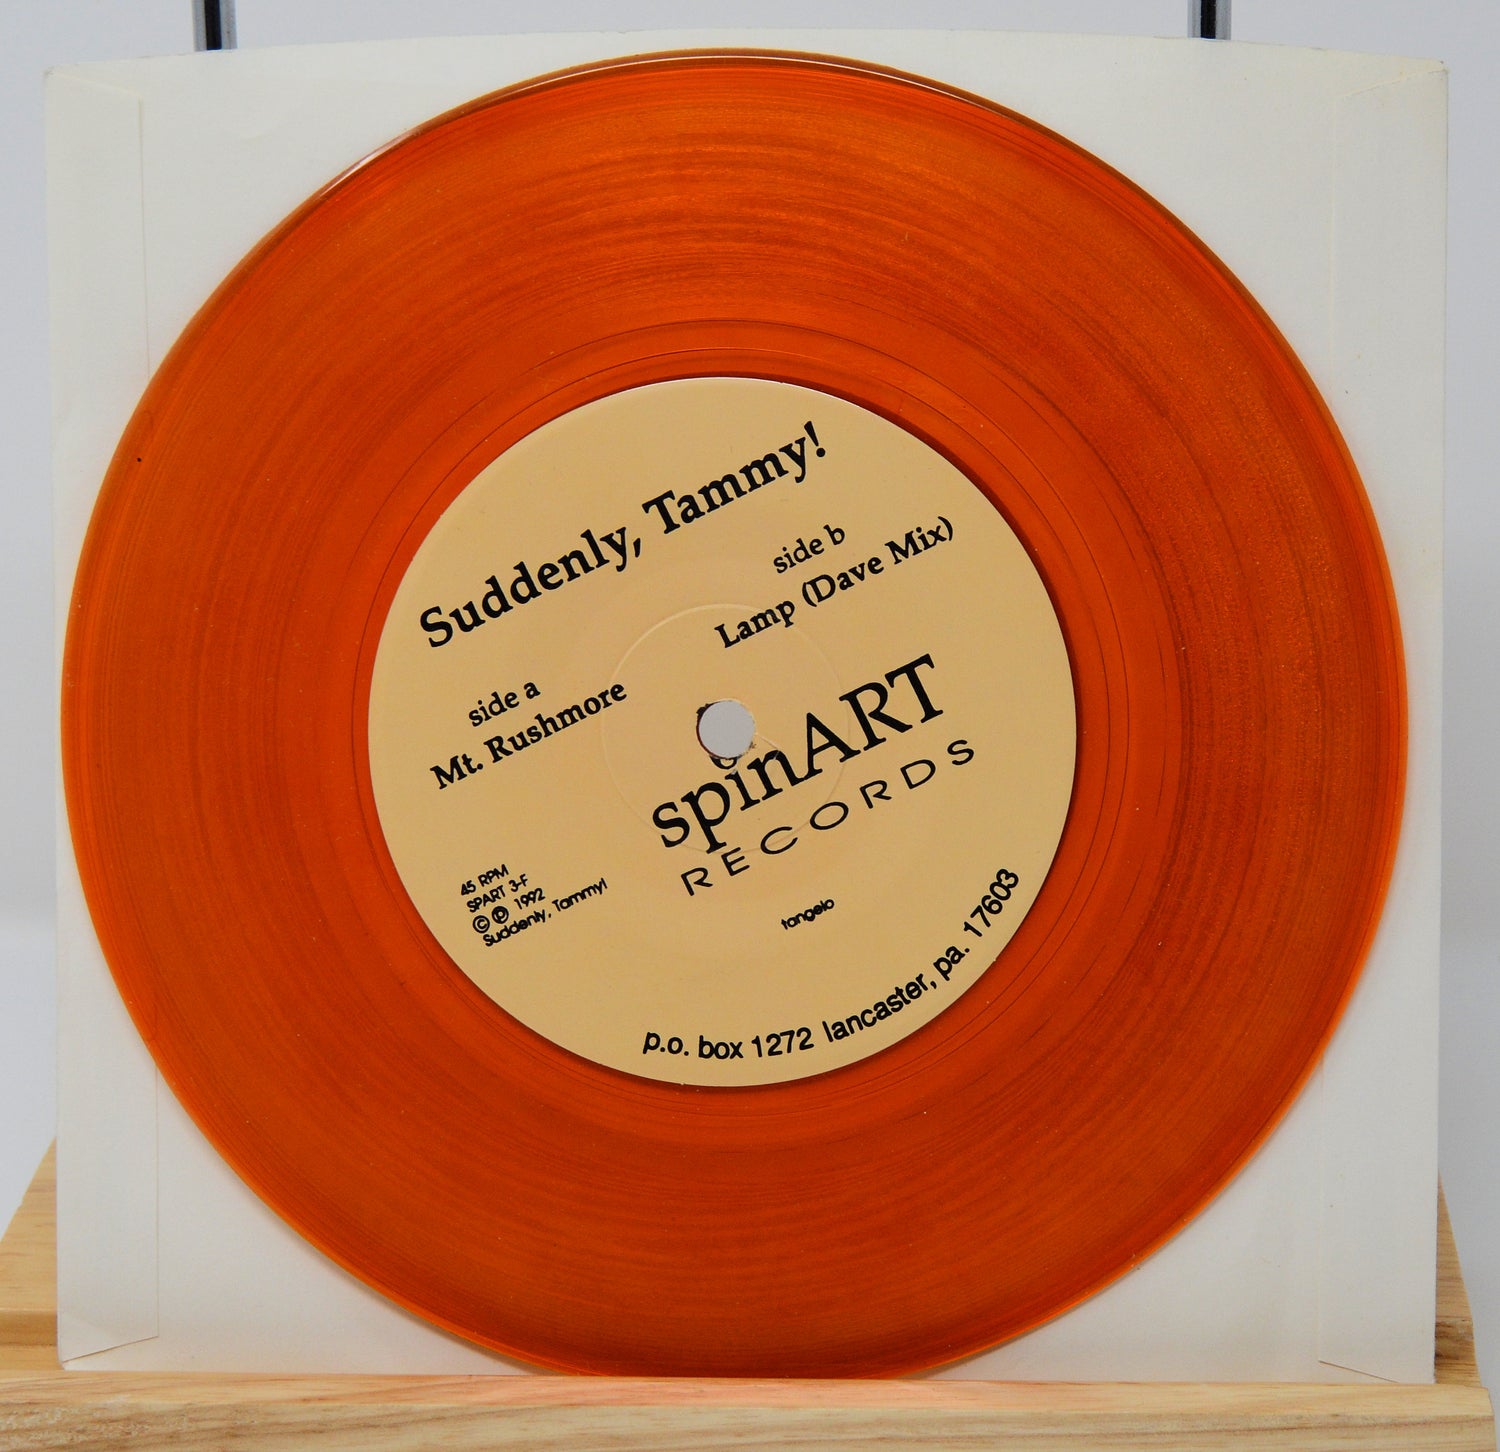 Suddenly, Tammy!
side a
Mt. Rushmore
side b
Lamp (Dave Mix)
spinART
RECORDS
45 RPM
SPART 3-F
© ℗ 1992
Suddenly, Tammy!
tangelo
p.o. box 1272 lancaster, pa. 17603